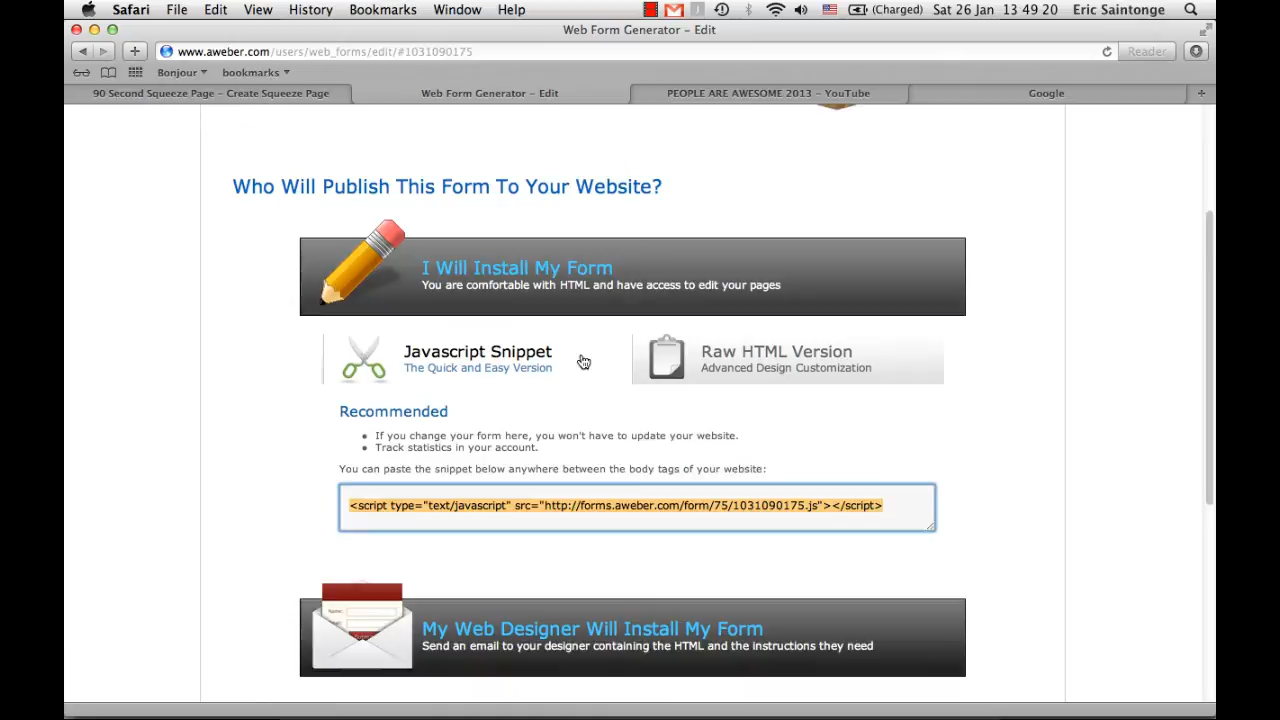 Safari File Edit View History Bookmarks Window Help (Charged) Sat 26 Jan 13 49 20 Eric Saintonge
Web Form Generator – Edit
www.aweber.com/users/web_forms/edit/#1031090175 Reader
Bonjour bookmarks
90 Second Squeeze Page – Create Squeeze Page Web Form Generator – Edit PEOPLE ARE AWESOME 2013 – YouTube Google
Who Will Publish This Form To Your Website?
I Will Install My Form
You are comfortable with HTML and have access to edit your pages
Javascript Snippet Raw HTML Version
The Quick and Easy Version Advanced Design Customization
Recommended
• If you change your form here, you won't have to update your website.
• Track statistics in your account.
You can paste the snippet below anywhere between the body tags of your website:
<script type="text/javascript" src="http://forms.aweber.com/form/75/1031090175.js"></script>
My Web Designer Will Install My Form
Send an email to your designer containing the HTML and the instructions they need